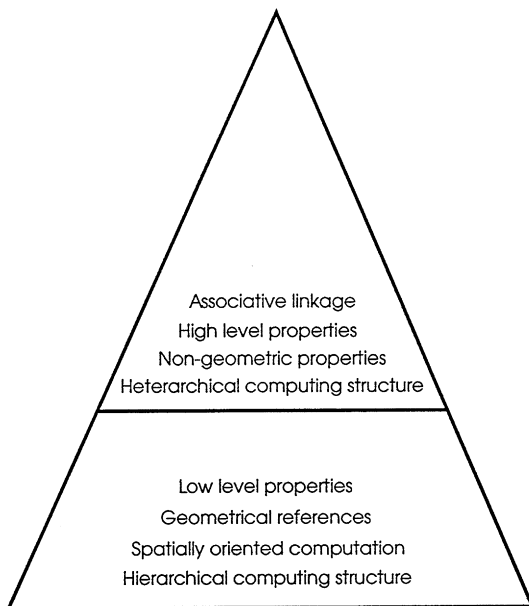 Associative linkage
High level properties
Non-geometric properties
Heterarchical computing structure
Low level properties
Geometrical references
Spatially oriented computation
Hierarchical computing structure